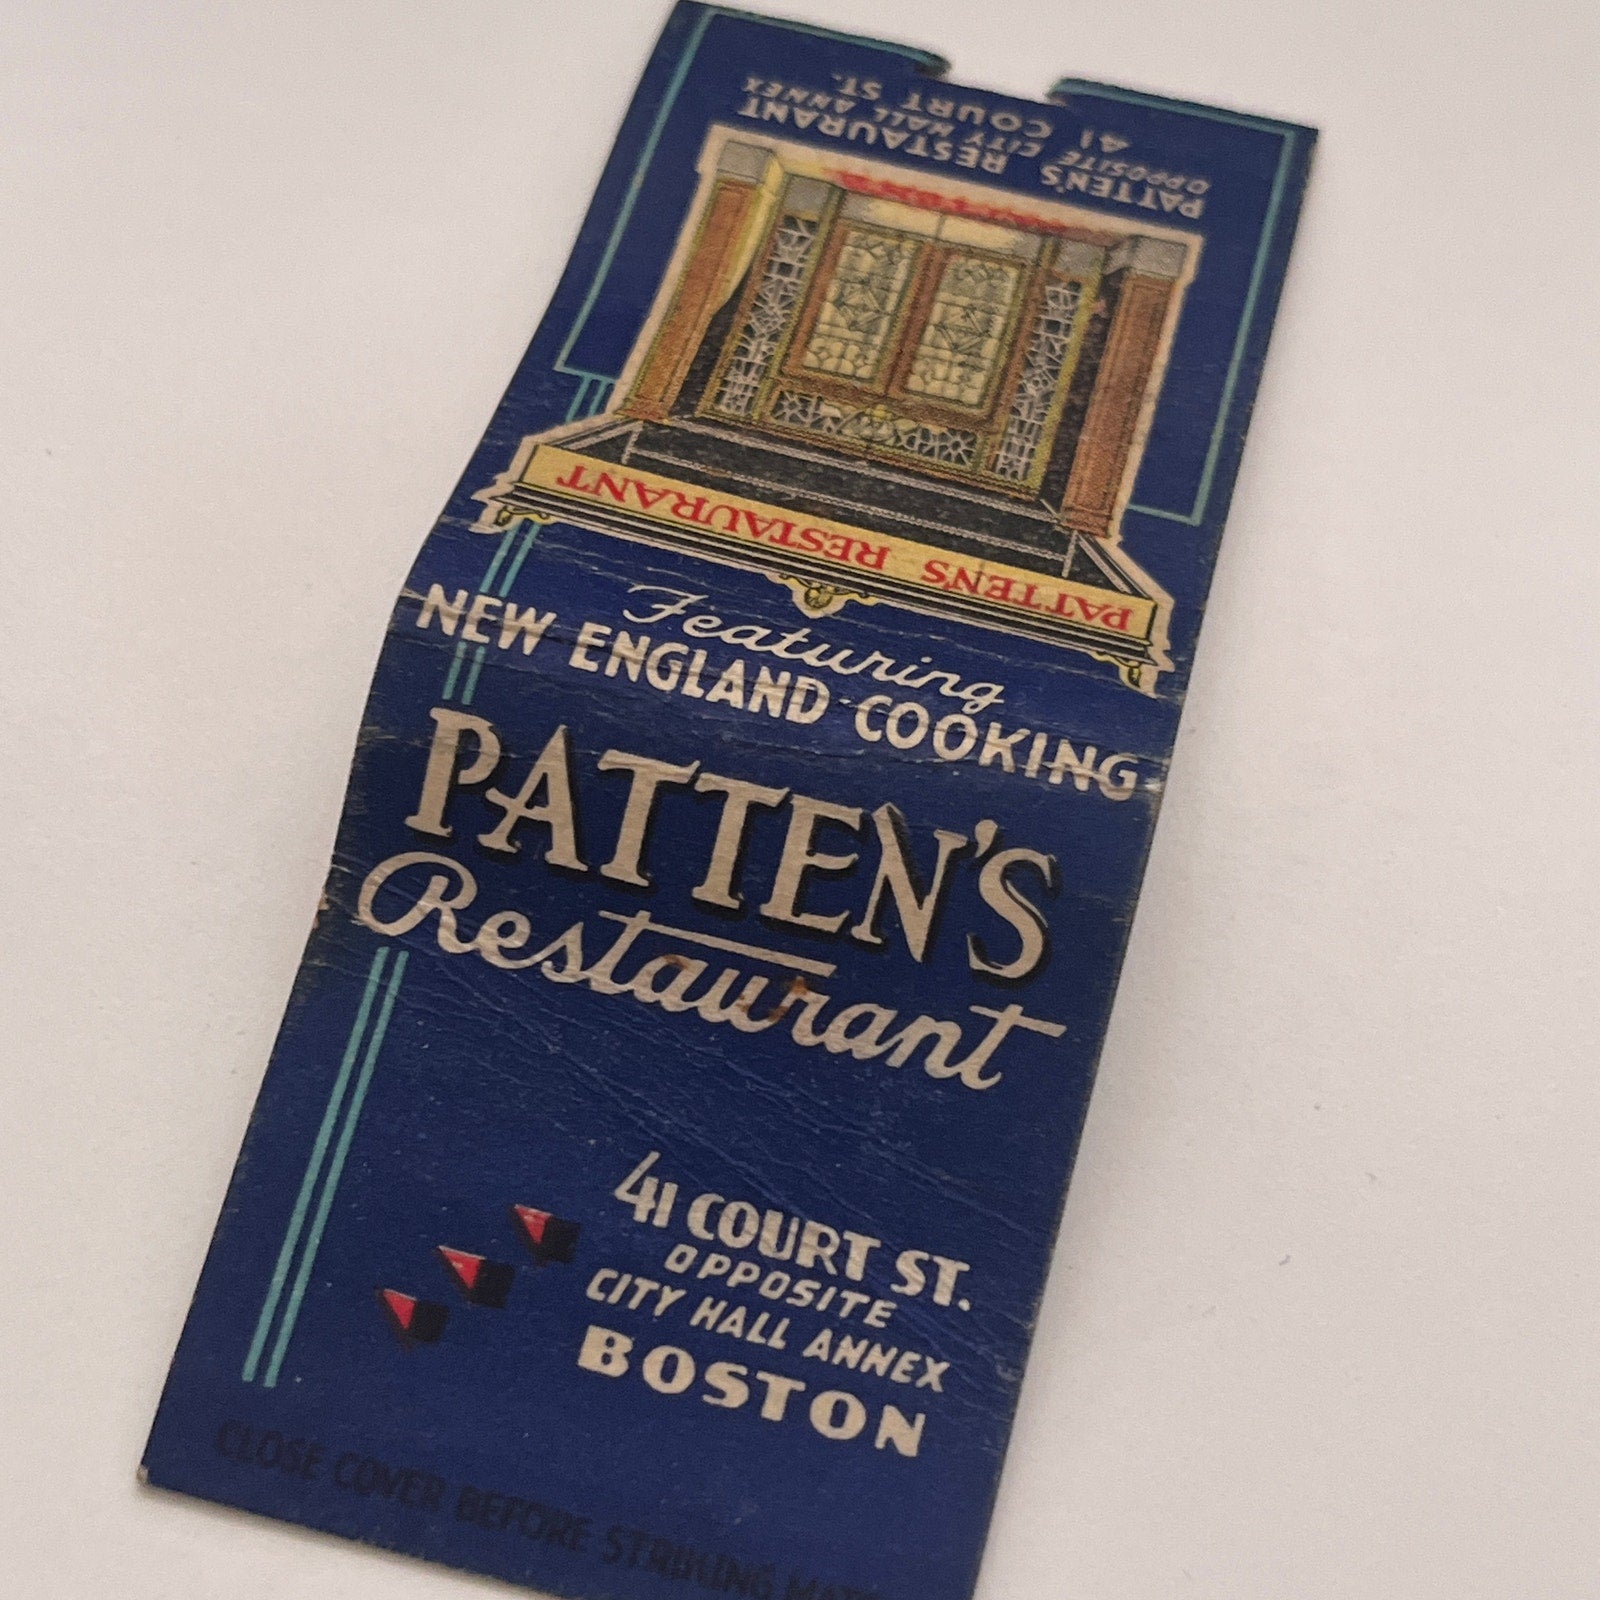 PATTEN'S RESTAURANT
OPPOSITE CITY HALL ANNEX
41 COURT ST.
PATTEN'S RESTAURANT
Featuring
NEW ENGLAND COOKING
PATTEN'S
Restaurant
41 COURT ST.
OPPOSITE
CITY HALL ANNEX
BOSTON
CLOSE COVER BEFORE STRIKING